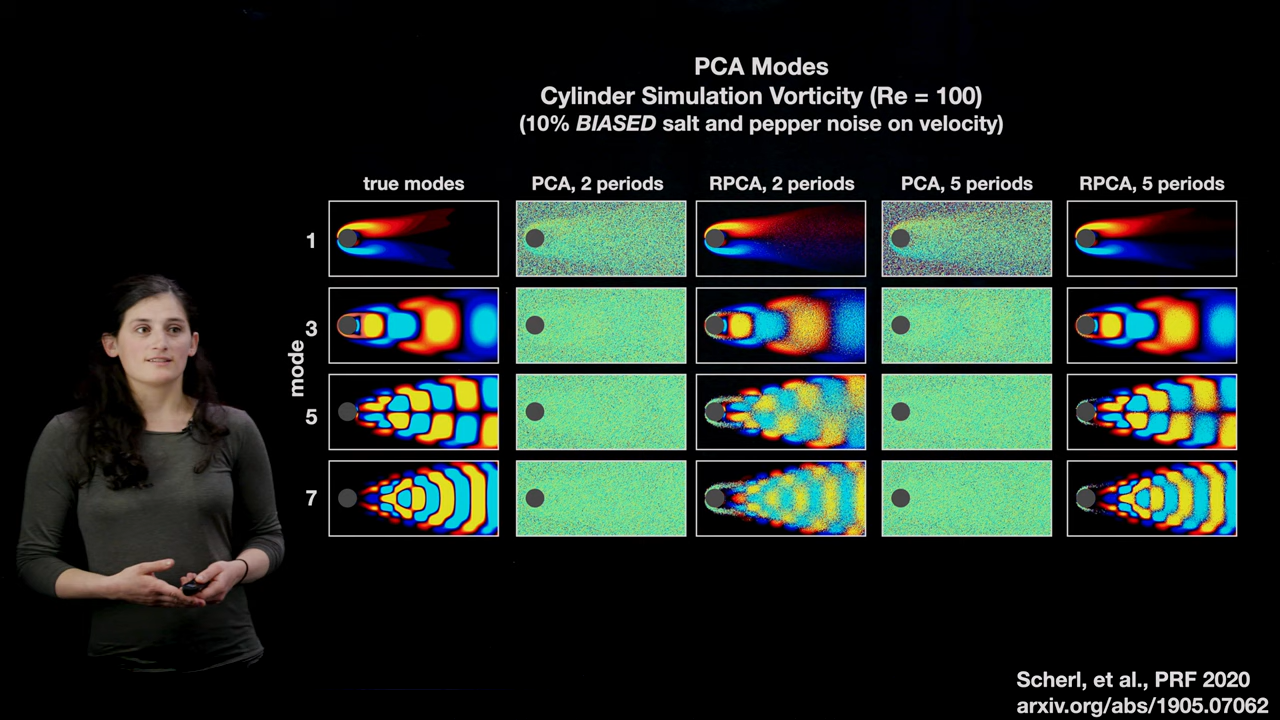 PCA Modes
Cylinder Simulation Vorticity (Re = 100)
(10% BIASED salt and pepper noise on velocity)
true modes PCA, 2 periods RPCA, 2 periods PCA, 5 periods RPCA, 5 periods
1
3
mode
5
7
Scherl, et al., PRF 2020
arxiv.org/abs/1905.07062